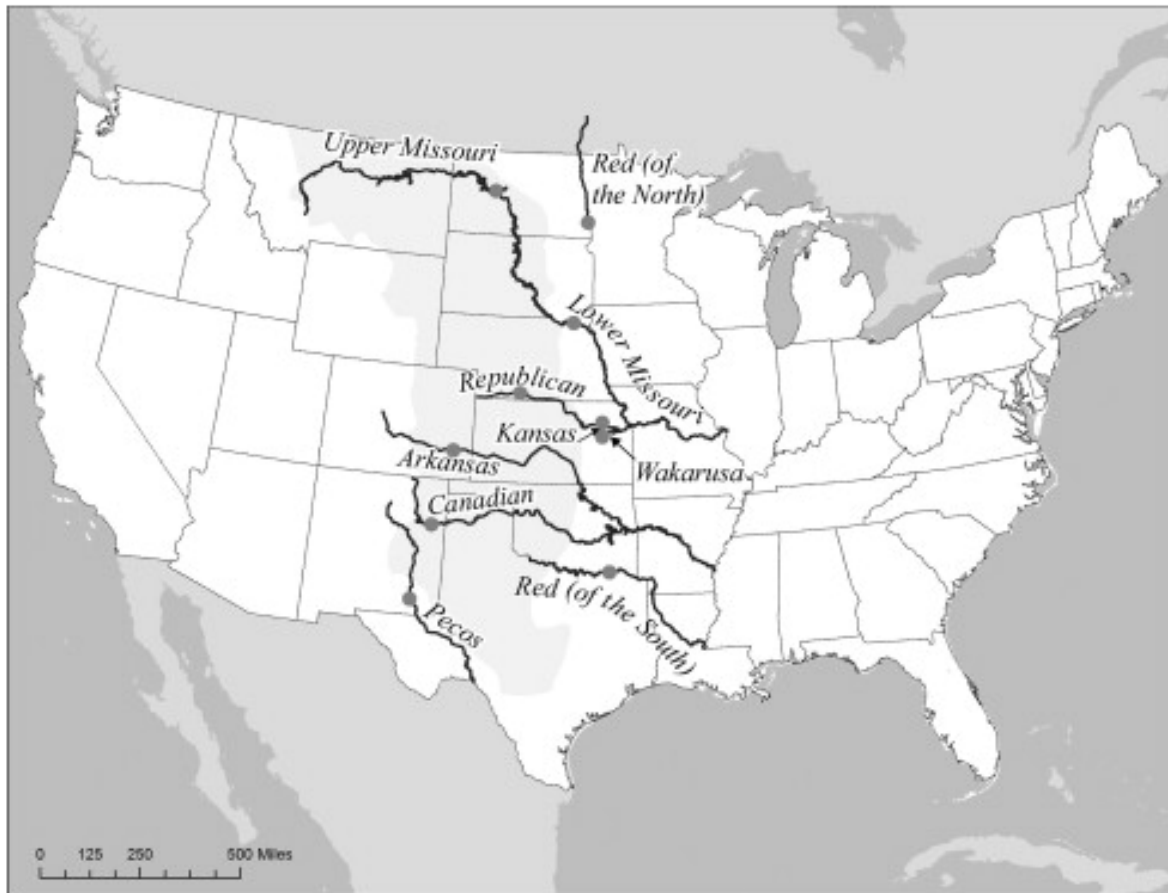 Upper Missouri
Red (of
the North)
Lower Missouri
Republican
Kansas
Wakarusa
Arkansas
Canadian
Red (of the South)
Pecos
0 125 250 500 Miles